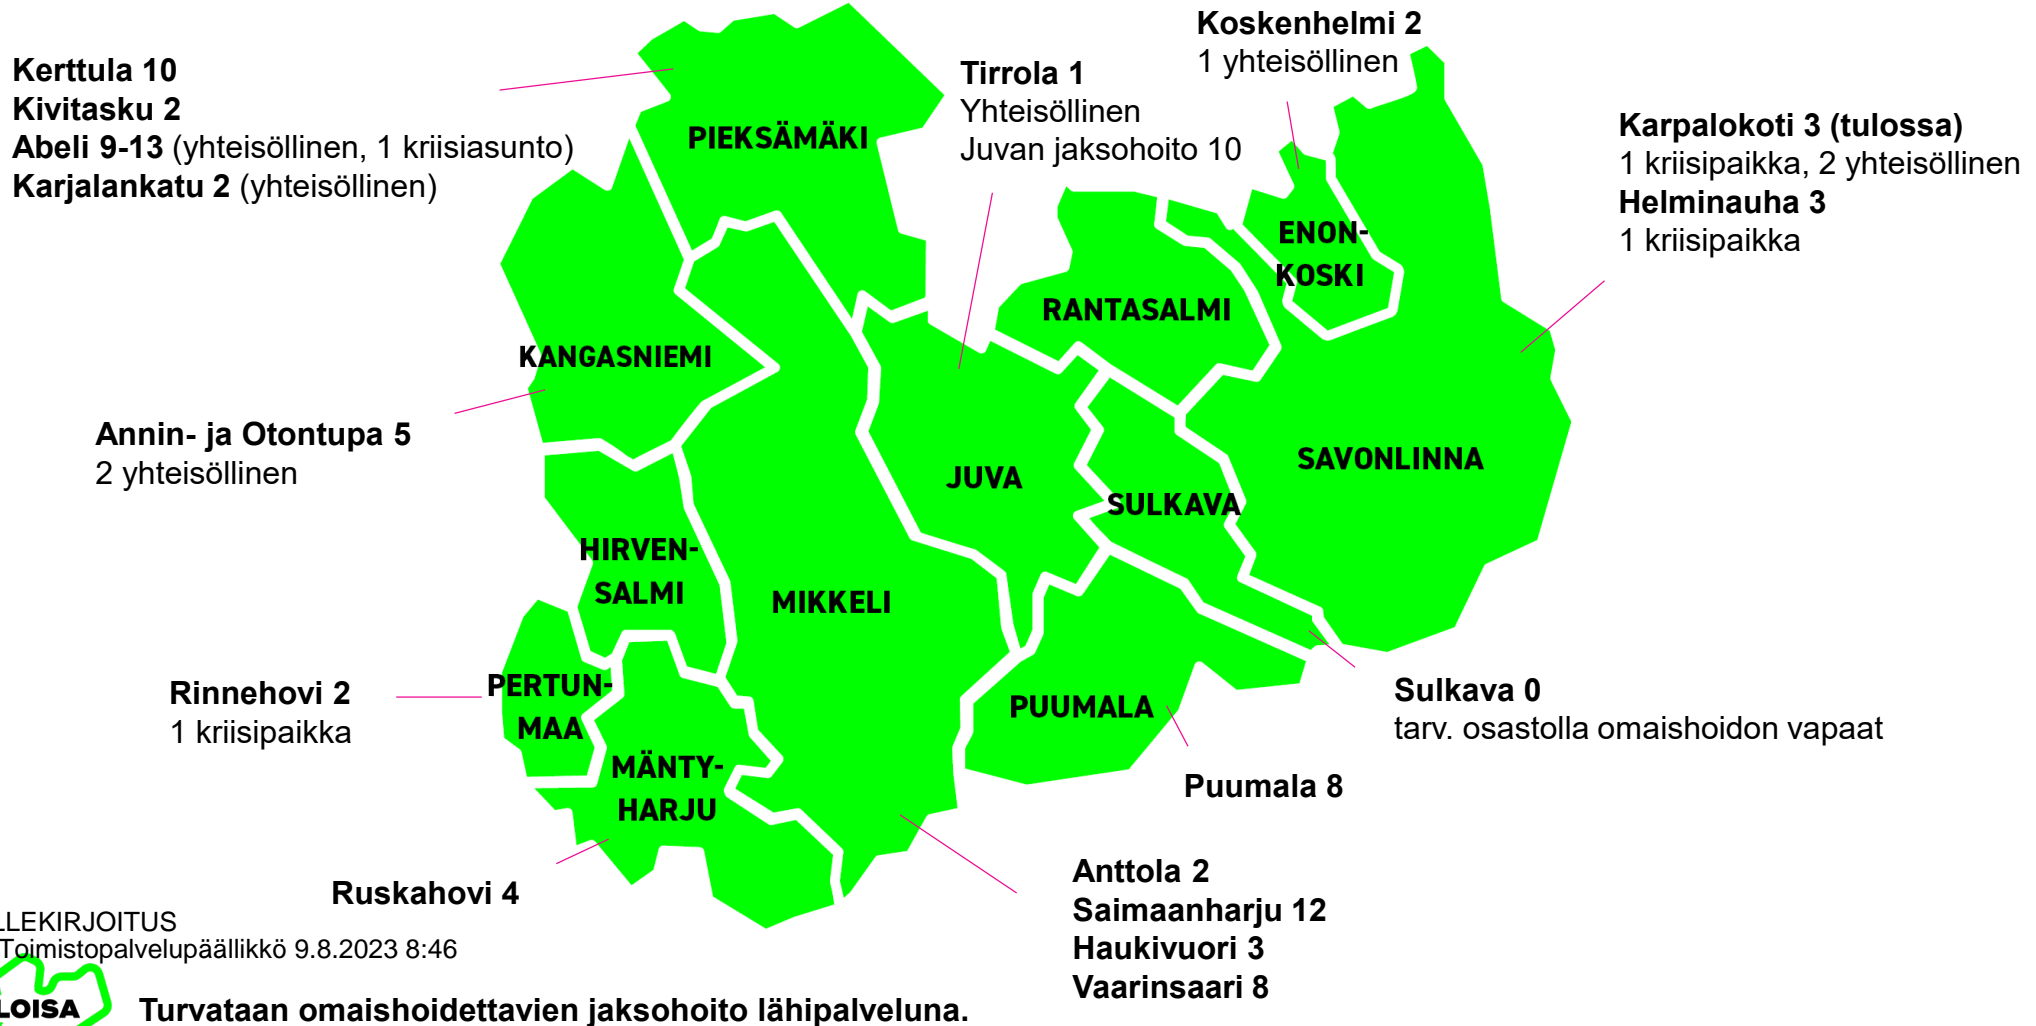 Koskenhelmi 2
1 yhteisöllinen
Kerttula 10
Kivitasku 2
Abeli 9-13 (yhteisöllinen, 1 kriisiasunto)
Karjalankatu 2 (yhteisöllinen)
Tirrola 1
Yhteisöllinen
Juvan jaksohoito 10
Karpalokoti 3 (tulossa)
1 kriisipaikka, 2 yhteisöllinen
Helminauha 3
1 kriisipaikka
PIEKSÄMÄKI
ENON-
KOSKI
RANTASALMI
KANGASNIEMI
Annin- ja Otontupa 5
2 yhteisöllinen
JUVA
SULKAVA
SAVONLINNA
HIRVEN-
SALMI
MIKKELI
Rinnehovi 2
1 kriisipaikka
PERTUN-
MAA
PUUMALA
Sulkava 0
tarv. osastolla omaishoidon vapaat
MÄNTY-
HARJU
Puumala 8
Ruskahovi 4
Anttola 2
Saimaanharju 12
Haukivuori 3
Vaarinsaari 8
LLEKIRJOITUS
Toimistopalvelupäällikkö 9.8.2023 8:46
LOISA
Turvataan omaishoidettavien jaksohoito lähipalveluna.